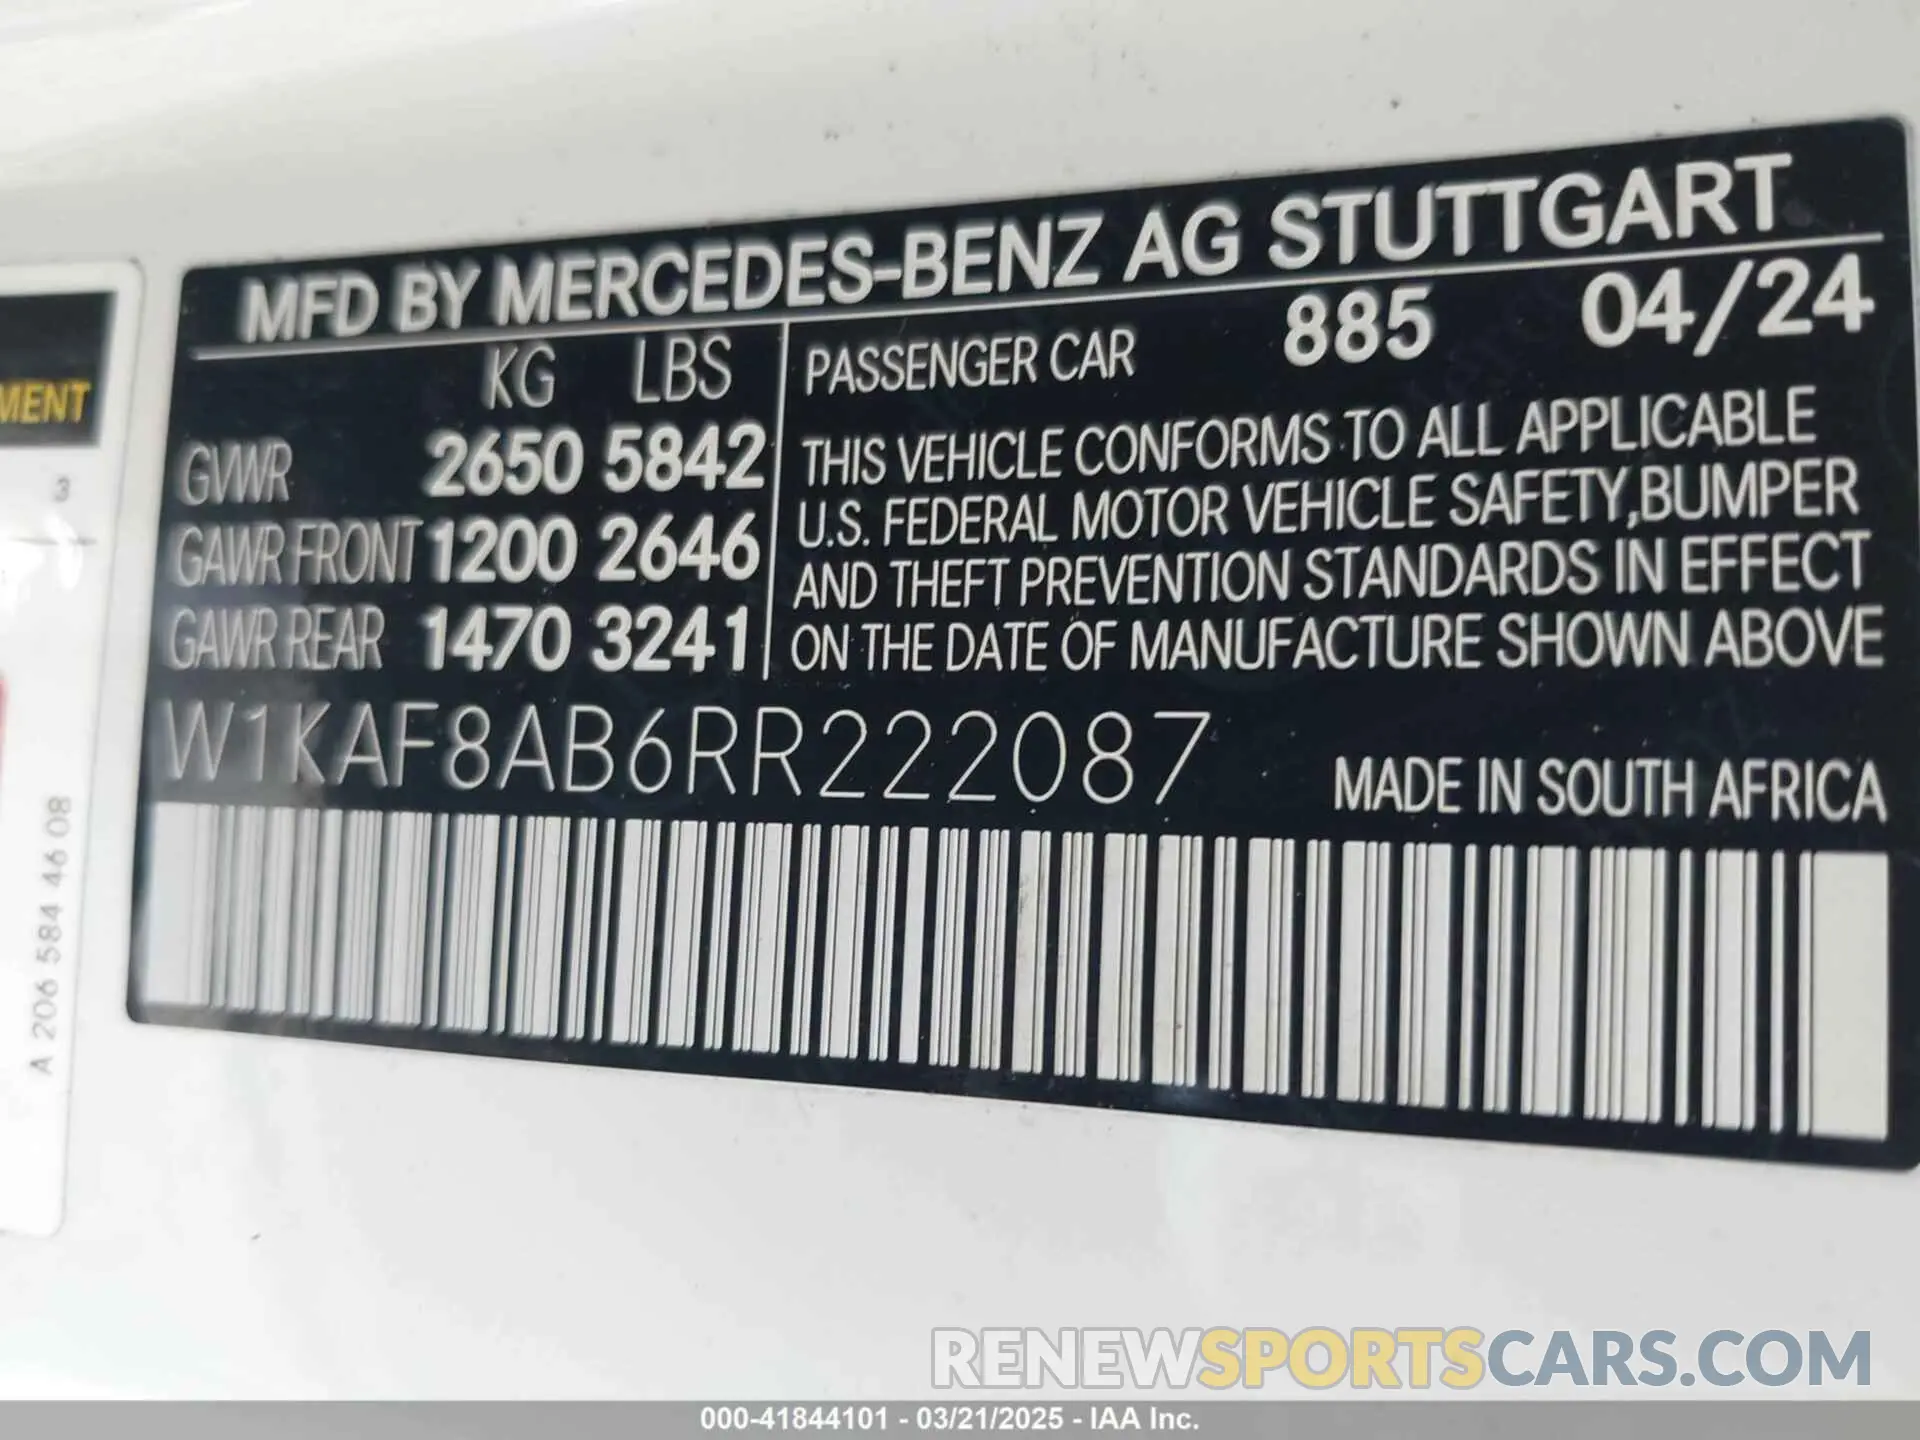 MFD BY MERCEDES-BENZ AG STUTTGART
KG LBS
GVWR 2650 5842
GAWR FRONT 1200 2646
GAWR REAR 1470 3241
PASSENGER CAR 885 04/24
THIS VEHICLE CONFORMS TO ALL APPLICABLE
U.S. FEDERAL MOTOR VEHICLE SAFETY,BUMPER
AND THEFT PREVENTION STANDARDS IN EFFECT
ON THE DATE OF MANUFACTURE SHOWN ABOVE
W1KAF8AB6RR222087
MADE IN SOUTH AFRICA
3
A 206 584 46 08
RENEWSPORTSCARS.COM
000-41844101 - 03/21/2025 - IAA Inc.